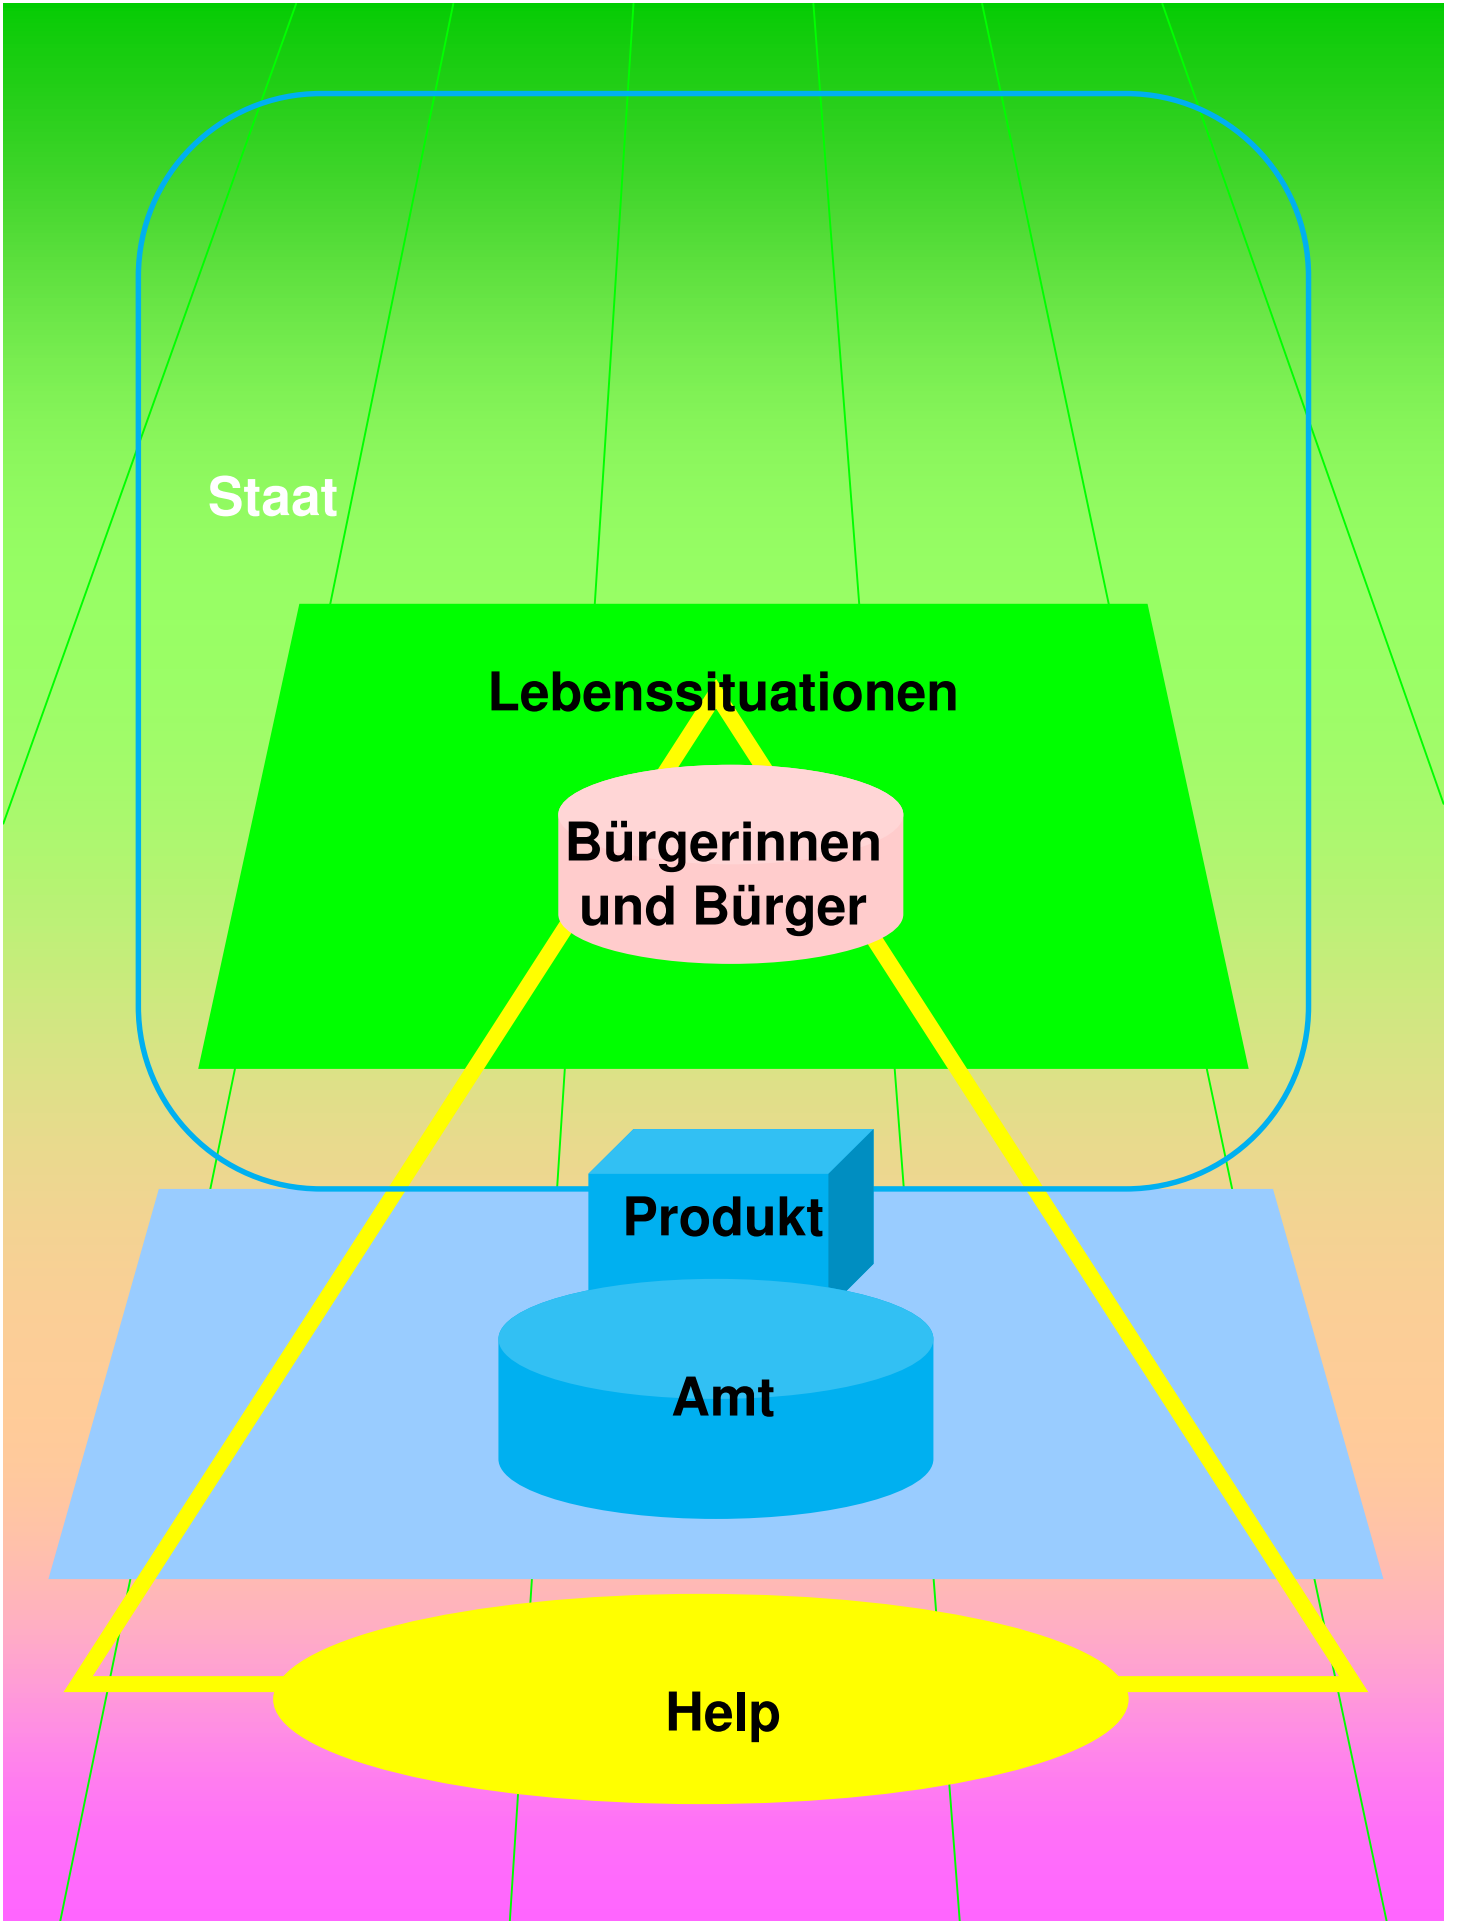 Staat
Lebenssituationen
Bürgerinnen
und Bürger
Produkt
Amt
Help